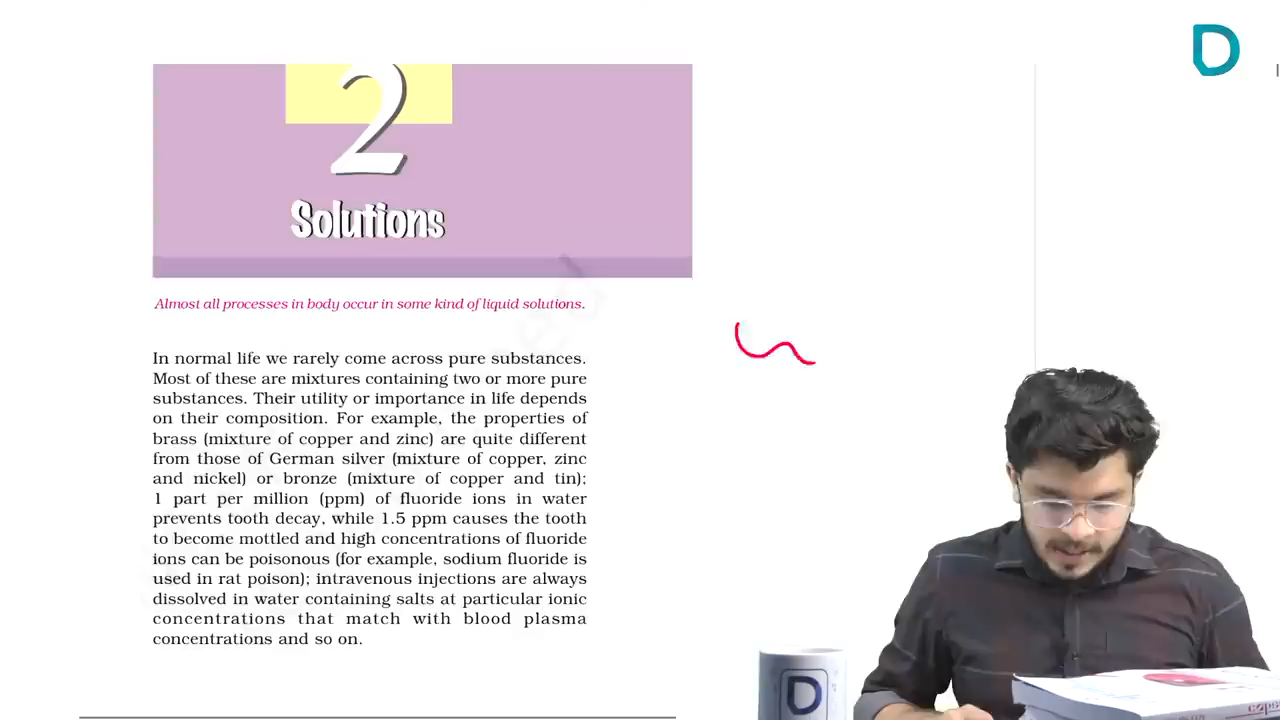 D
2
Solutions
Almost all processes in body occur in some kind of liquid solutions.
In normal life we rarely come across pure substances.
Most of these are mixtures containing two or more pure
substances. Their utility or importance in life depends
on their composition. For example, the properties of
brass (mixture of copper and zinc) are quite different
from those of German silver (mixture of copper, zinc
and nickel) or bronze (mixture of copper and tin);
1 part per million (ppm) of fluoride ions in water
prevents tooth decay, while 1.5 ppm causes the tooth
to become mottled and high concentrations of fluoride
ions can be poisonous (for example, sodium fluoride is
used in rat poison); intravenous injections are always
dissolved in water containing salts at particular ionic
concentrations that match with blood plasma
concentrations and so on.
D